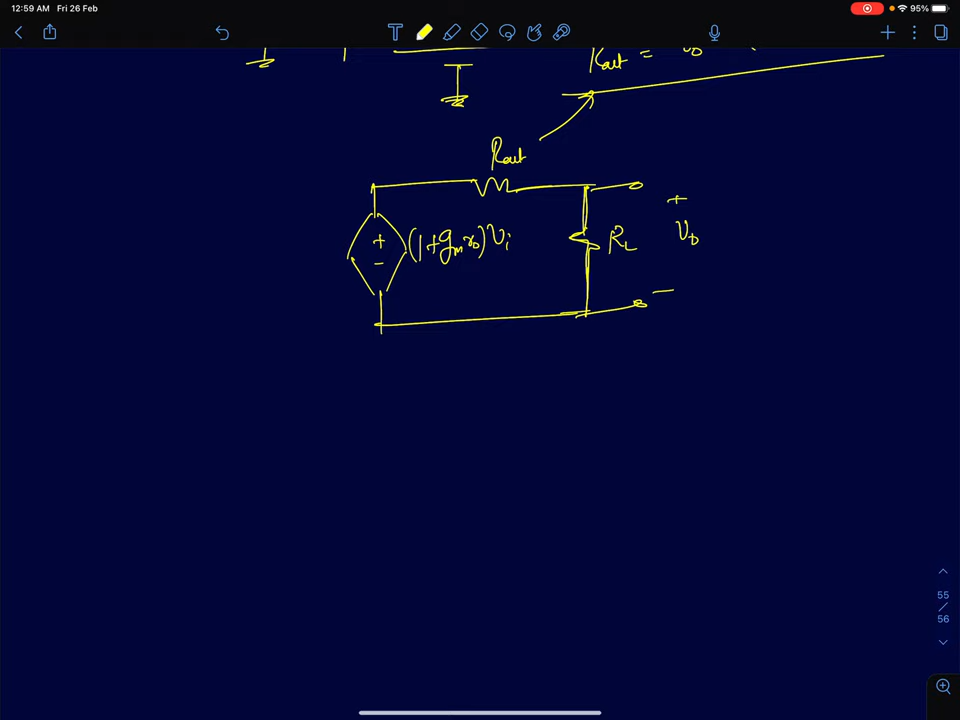 12:59 AM Fri 26 Feb
95%
Rout = 
Rout
+
+
-
(1+gmro)Vi
RL
Vo
-
55
/
56